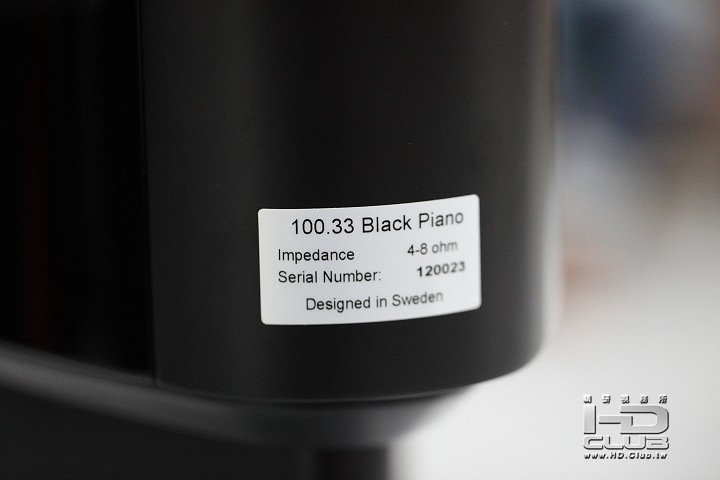 100.33 Black Piano
Impedance 4-8 ohm
Serial Number: 120023
Designed in Sweden
HD
CLUB
www.HD.Club.tw